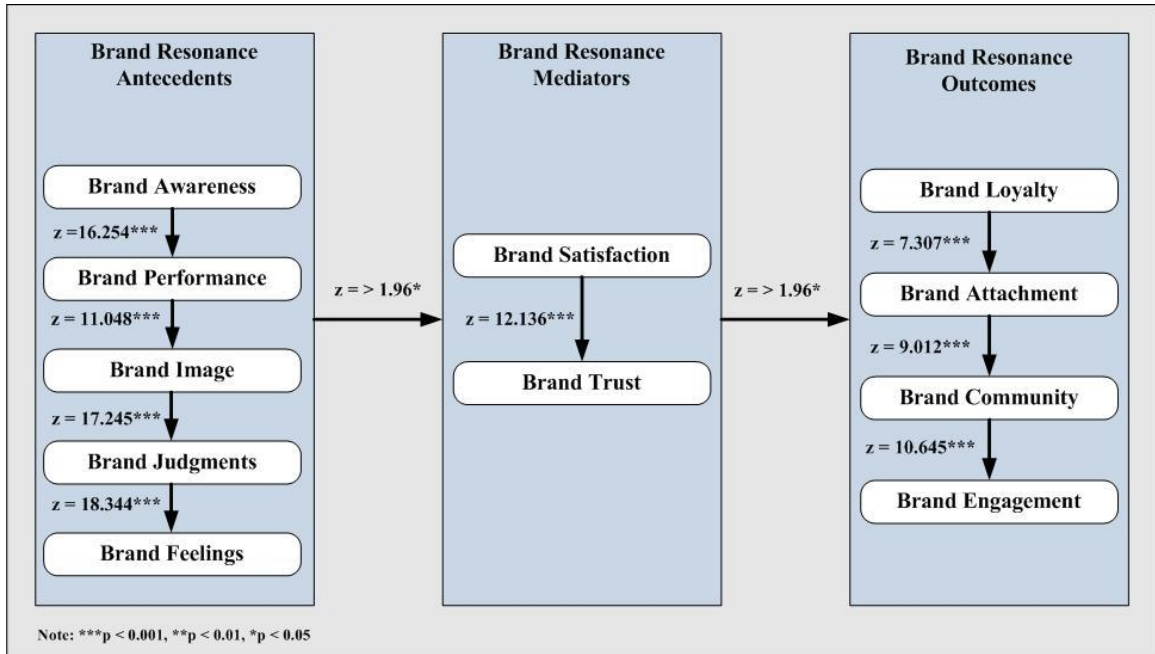 Brand Resonance
Antecedents
Brand Awareness
z =16.254***
Brand Performance
z = 11.048***
Brand Image
z = 17.245***
Brand Judgments
z = 18.344***
Brand Feelings
z = > 1.96*
Brand Resonance
Mediators
Brand Satisfaction
z = 12.136***
Brand Trust
z = > 1.96*
Brand Resonance
Outcomes
Brand Loyalty
z = 7.307***
Brand Attachment
z = 9.012***
Brand Community
z = 10.645***
Brand Engagement
Note: ***p < 0.001, **p < 0.01, *p < 0.05